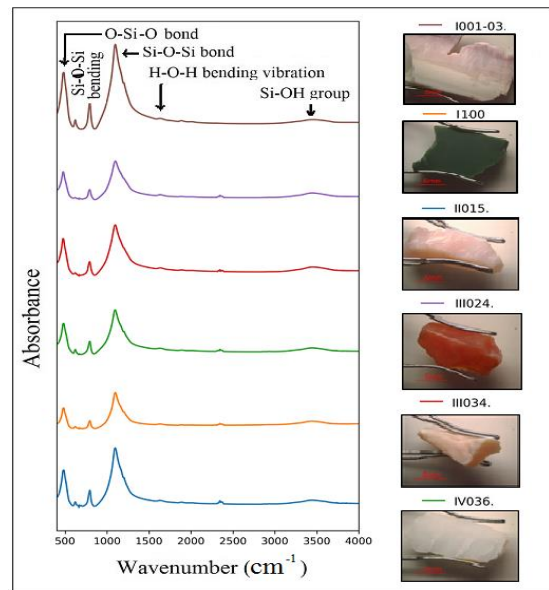 O-Si-O bond
Si-O-Si
bending
Si-O-Si bond
H-O-H bending vibration
Si-OH group
Absorbance
500 1000 1500 2000 2500 3000 3500 4000
Wavenumber (cm⁻¹)
I001-03.
I100
II015.
III024.
III034.
IV036.